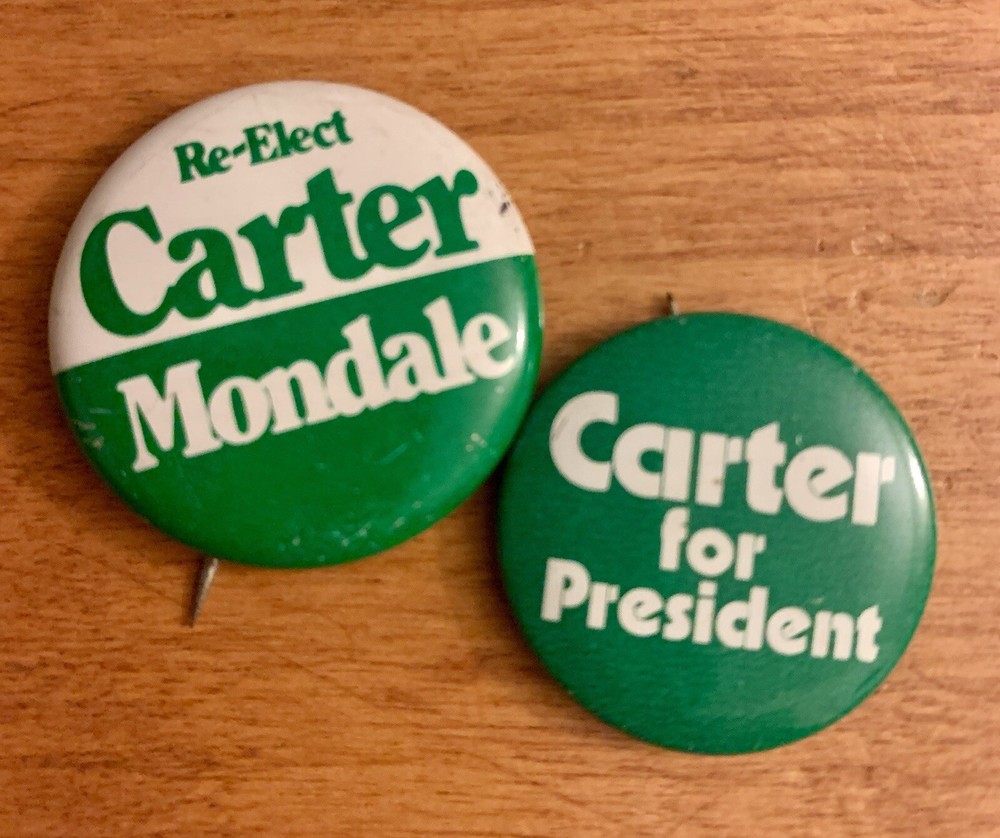 Re-Elect
Carter
Mondale
Carter
for
President